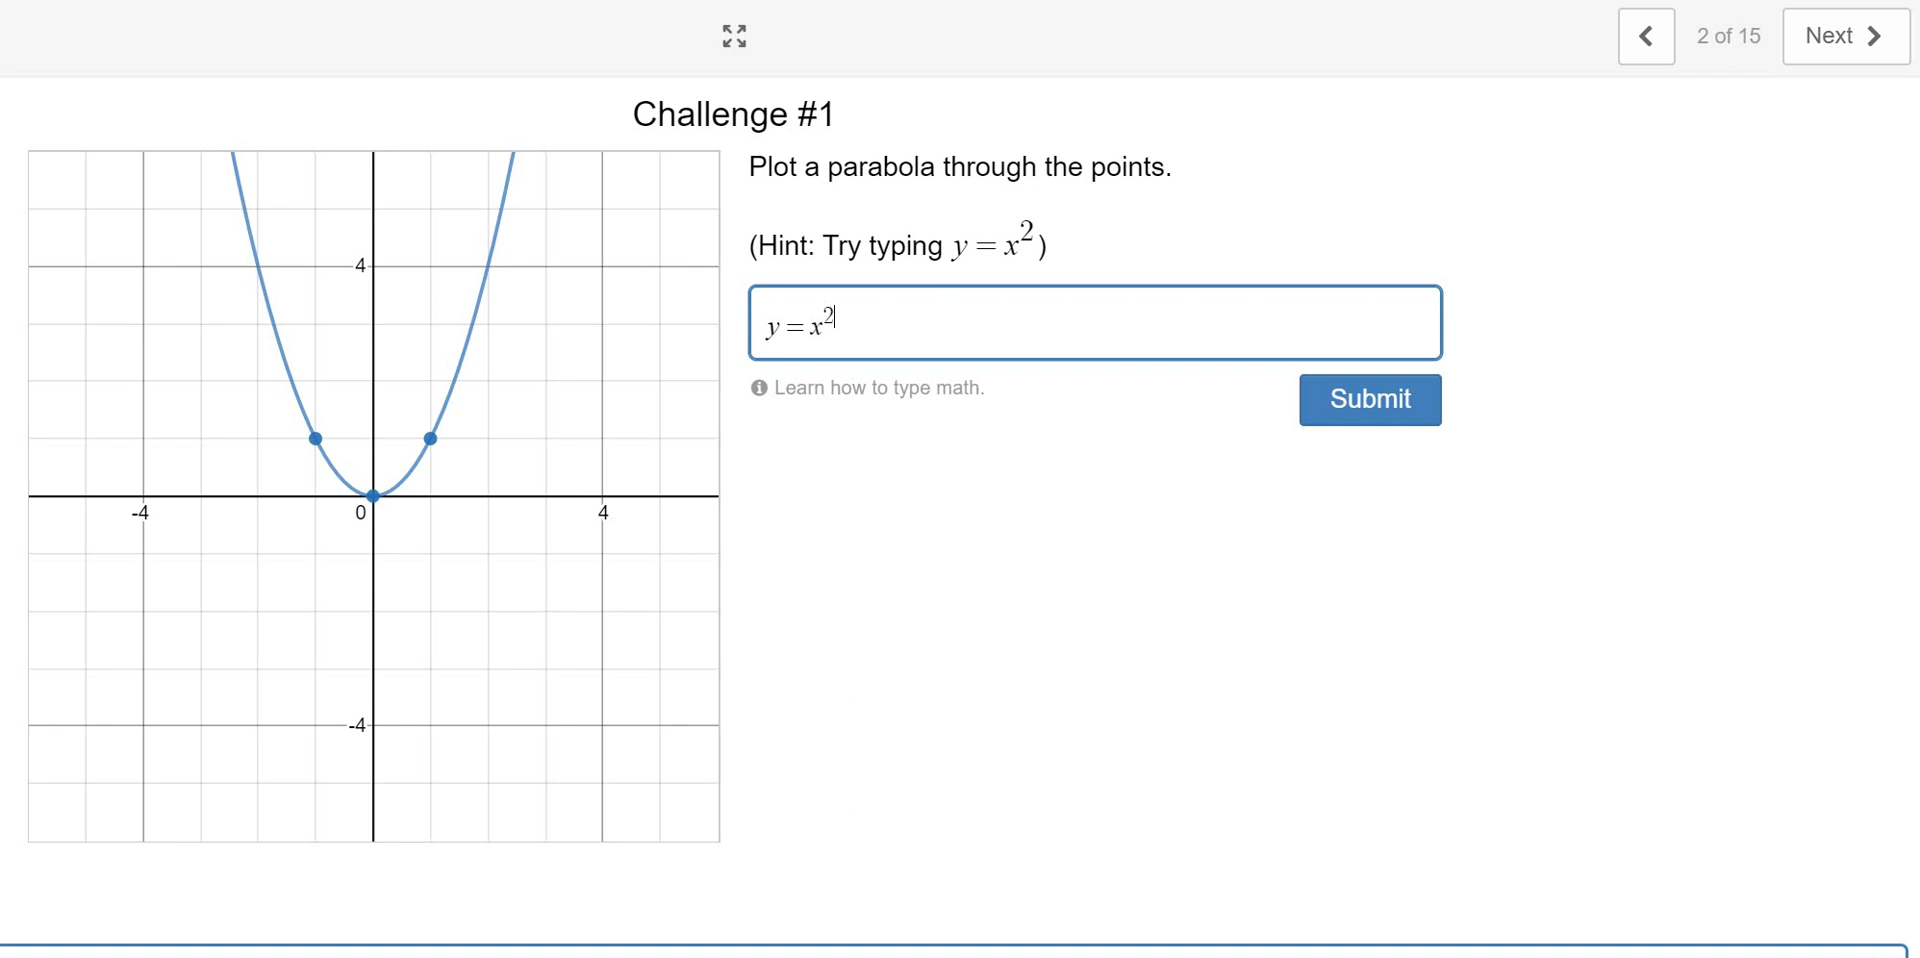 2 of 15 Next
Challenge #1
Plot a parabola through the points.
(Hint: Try typing y = x²)
y = x²
Learn how to type math.
Submit
4
-4 0 4
-4